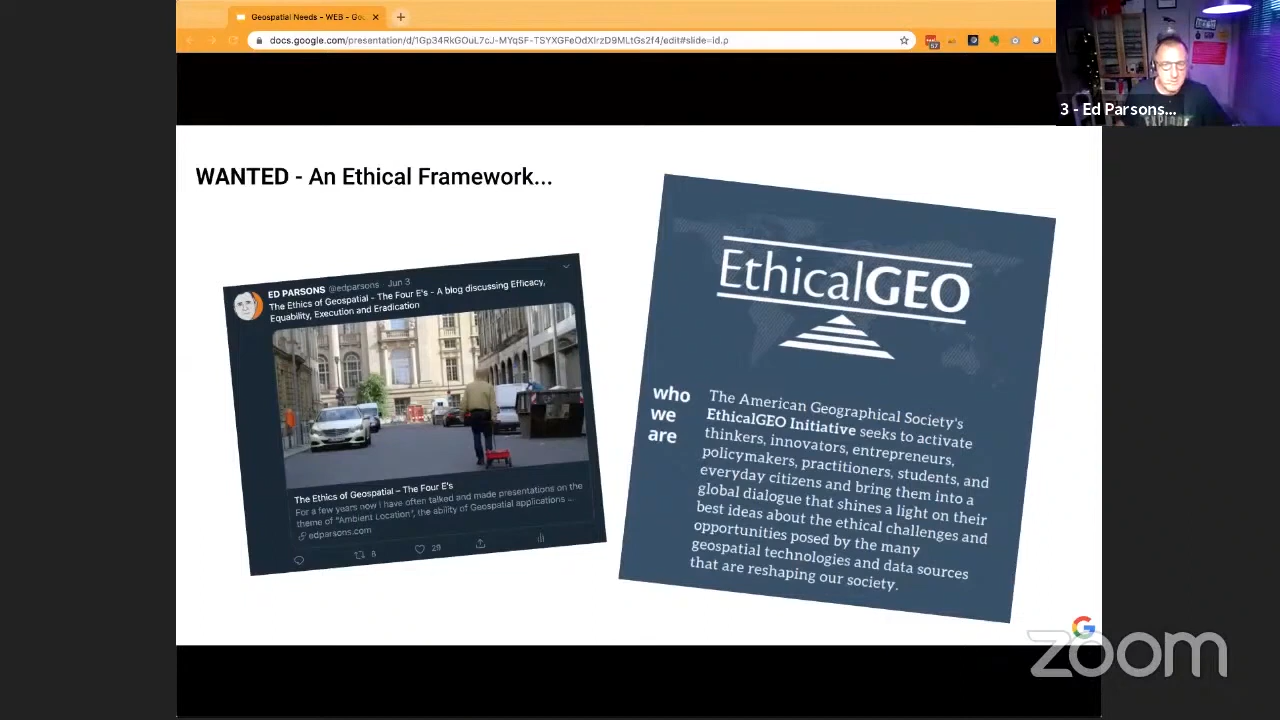 Geospatial Needs - WEB - Go
docs.google.com/presentation/d/1Gp34RkGOuL7cJ-MYqSF-TSYXGFeOdXlrzD9MLtGs2f4/edit#slide=id.p
57
3 - Ed Parsons...
EXPLORE
WANTED - An Ethical Framework...
ED PARSONS @edparsons · Jun 3
The Ethics of Geospatial - The Four E's - A blog discussing Efficacy,
Equability, Execution and Eradication
The Ethics of Geospatial – The Four E's
For a few years now I have often talked and made presentations on the
theme of "Ambient Location", the ability of Geospatial applications ...
edparsons.com
8
29
EthicalGEO
who
we
are
The American Geographical Society's
EthicalGEO Initiative seeks to activate
thinkers, innovators, entrepreneurs,
policymakers, practitioners, students, and
everyday citizens and bring them into a
global dialogue that shines a light on their
best ideas about the ethical challenges and
opportunities posed by the many
geospatial technologies and data sources
that are reshaping our society.
zoom